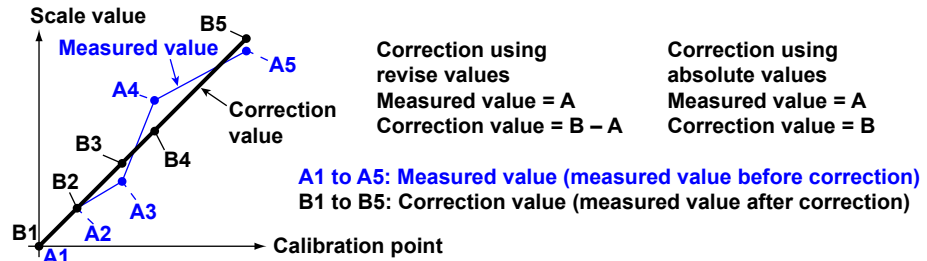 Scale value
B5
Measured value
A5
A4
Correction
value
B3
B4
B2
A3
A2
B1
A1
Calibration point
Correction using
revise values
Measured value = A
Correction value = B – A
Correction using
absolute values
Measured value = A
Correction value = B
A1 to A5: Measured value (measured value before correction)
B1 to B5: Correction value (measured value after correction)